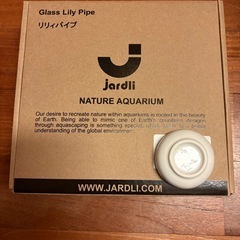 Glass Lily Pipe
リリィパイプ
jardli
NATURE AQUARIUM
Our desire to recreate nature within aquariums is rooted in the beauty
of Earth. Being able to mimic one of Earth's countless designs
through aquascaping is something special,
understanding of the global environment.
WWW.JARDLI.COM